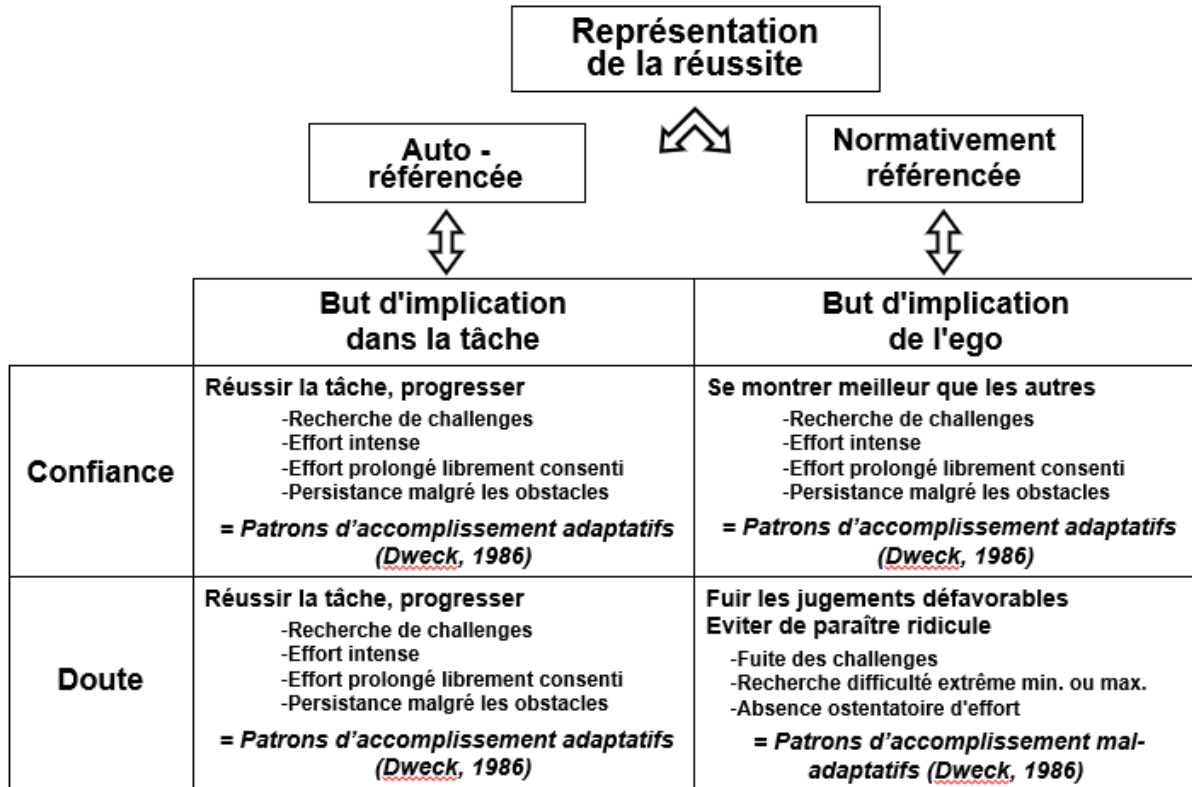 Représentation
de la réussite
Auto -
référencée
Normativement
référencée
But d'implication
dans la tâche
But d'implication
de l'ego
Confiance
Réussir la tâche, progresser
-Recherche de challenges
-Effort intense
-Effort prolongé librement consenti
-Persistance malgré les obstacles
= Patrons d’accomplissement adaptatifs
(Dweck, 1986)
Se montrer meilleur que les autres
-Recherche de challenges
-Effort intense
-Effort prolongé librement consenti
-Persistance malgré les obstacles
= Patrons d’accomplissement adaptatifs
(Dweck, 1986)
Doute
Réussir la tâche, progresser
-Recherche de challenges
-Effort intense
-Effort prolongé librement consenti
-Persistance malgré les obstacles
= Patrons d’accomplissement adaptatifs
(Dweck, 1986)
Fuir les jugements défavorables
Eviter de paraître ridicule
-Fuite des challenges
-Recherche difficulté extrême min. ou max.
-Absence ostentatoire d'effort
= Patrons d’accomplissement mal-
adaptatifs (Dweck, 1986)